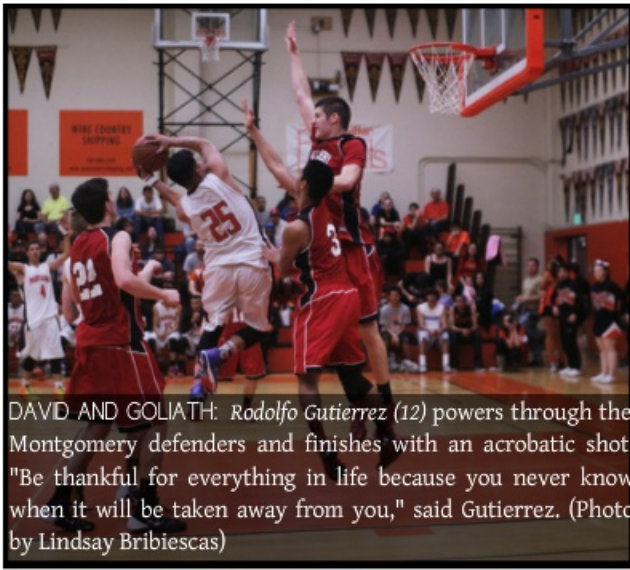 WINE COUNTRY
SHIPPING
25
3
22
4
DAVID AND GOLIATH: Rodolfo Gutierrez (12) powers through the
Montgomery defenders and finishes with an acrobatic shot
"Be thankful for everything in life because you never know
when it will be taken away from you," said Gutierrez. (Photo
by Lindsay Bribiescas)